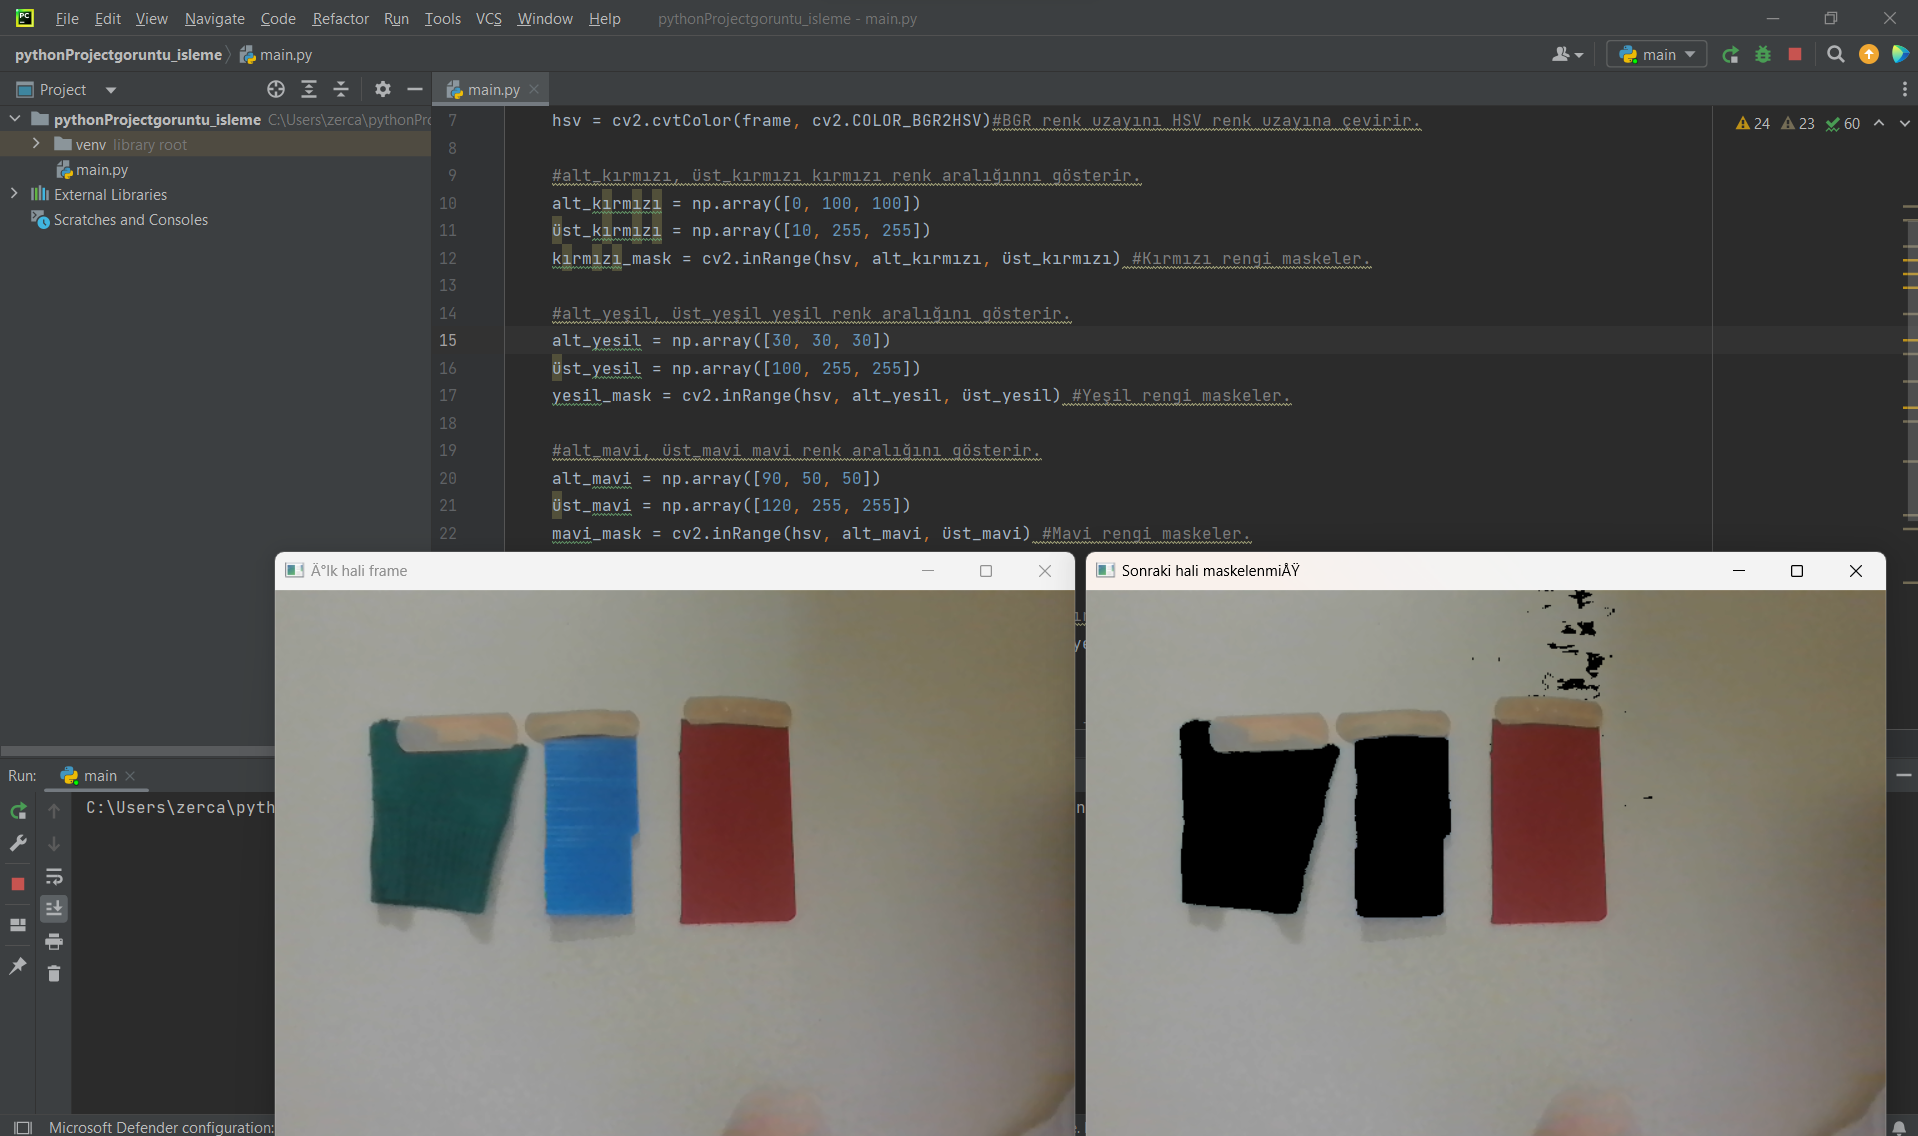 PC
File Edit View Navigate Code Refactor Run Tools VCS Window Help pythonProjectgoruntu_isleme - main.py
pythonProjectgoruntu_isleme main.py
main
Project
main.py
pythonProjectgoruntu_isleme C:\Users\zerca\pythonPr
venv library root
main.py
External Libraries
Scratches and Consoles
24 23 60
7 hsv = cv2.cvtColor(frame, cv2.COLOR_BGR2HSV)#BGR renk uzayını HSV renk uzayına çevirir.
8
9 #alt_kırmızı, üst_kırmızı kırmızı renk aralığınnı gösterir.
10 alt_kırmızı = np.array([0, 100, 100])
11 üst_kırmızı = np.array([10, 255, 255])
12 kırmızı_mask = cv2.inRange(hsv, alt_kırmızı, üst_kırmızı) #Kırmızı rengi maskeler.
13
14 #alt_yeşil, üst_yeşil yeşil renk aralığını gösterir.
15 alt_yesil = np.array([30, 30, 30])
16 üst_yesil = np.array([100, 255, 255])
17 yesil_mask = cv2.inRange(hsv, alt_yesil, üst_yesil) #Yeşil rengi maskeler.
18
19 #alt_mavi, üst_mavi mavi renk aralığını gösterir.
20 alt_mavi = np.array([90, 50, 50])
21 üst_mavi = np.array([120, 255, 255])
22 mavi_mask = cv2.inRange(hsv, alt_mavi, üst_mavi) #Mavi rengi maskeler.
Ä°lk hali frame
Sonraki hali maskelenmiÅŸ
Run: main
C:\Users\zerca\pyth
Microsoft Defender configuration: